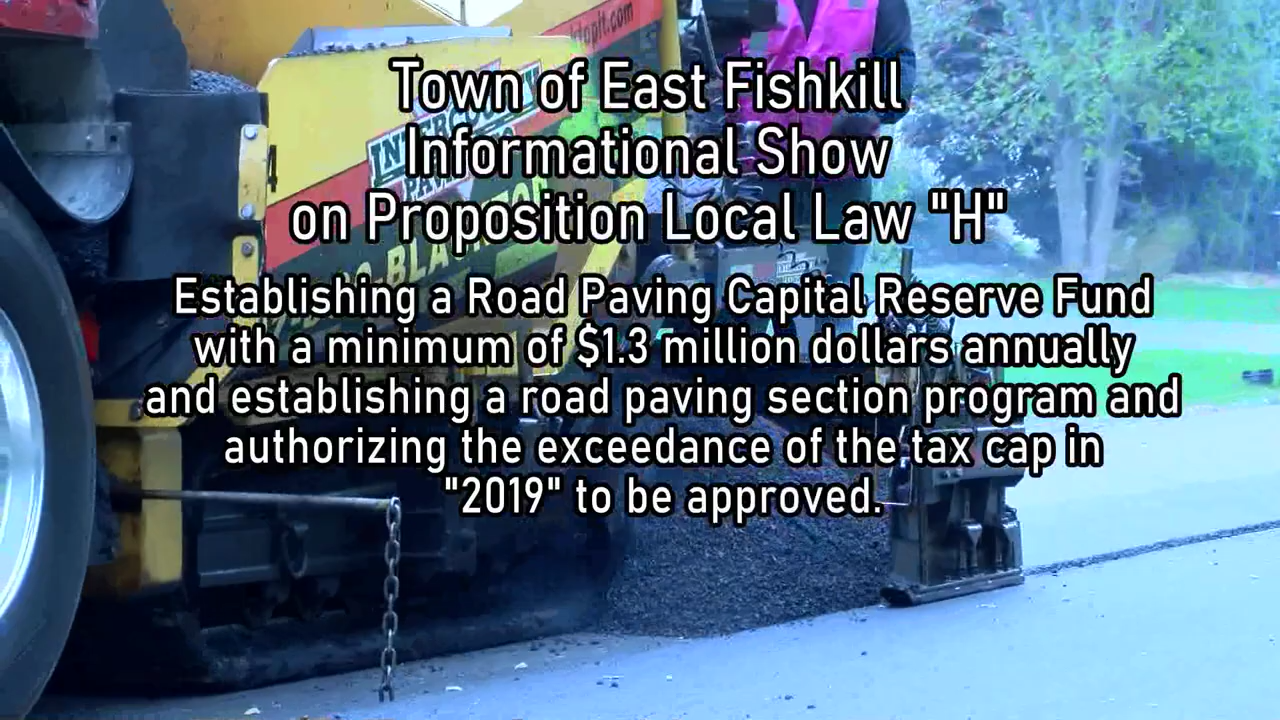 Town of East Fishkill
Informational Show
on Proposition Local Law "H"
Establishing a Road Paving Capital Reserve Fund
with a minimum of $1.3 million dollars annually
and establishing a road paving section program and
authorizing the exceedance of the tax cap in
"2019" to be approved.